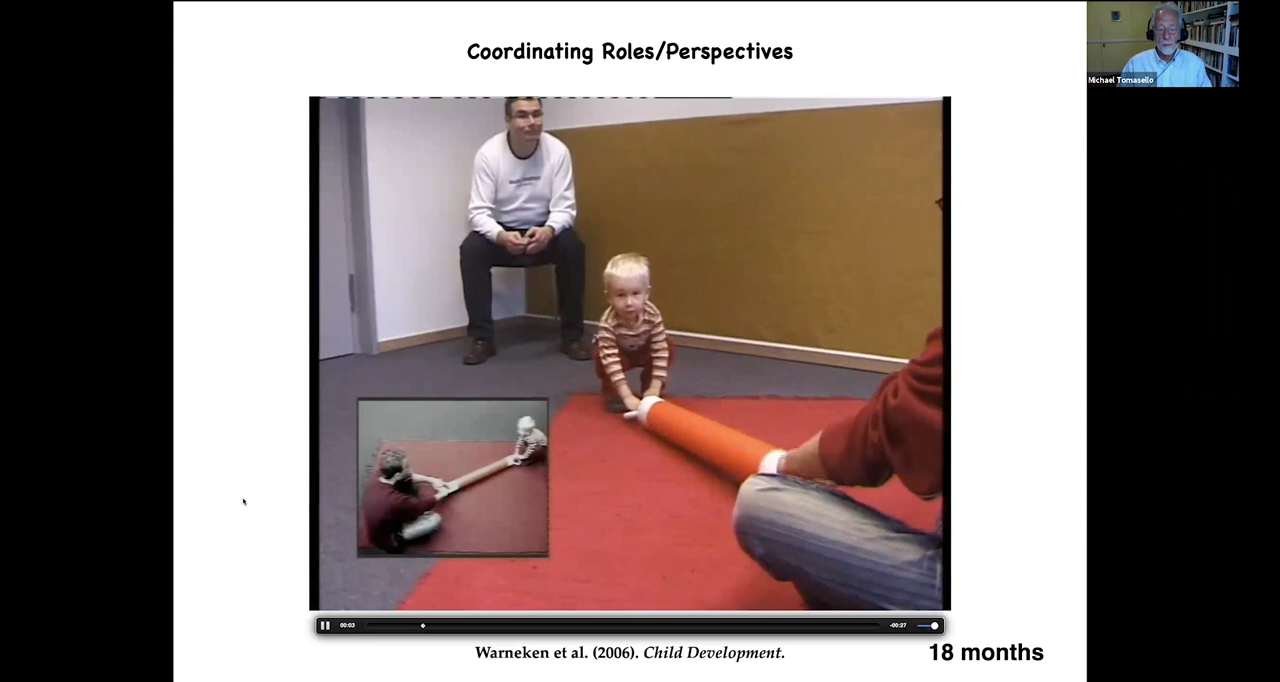 Coordinating Roles/Perspectives
Michael Tomasello
00:03
-00:27
Warneken et al. (2006). Child Development.
18 months